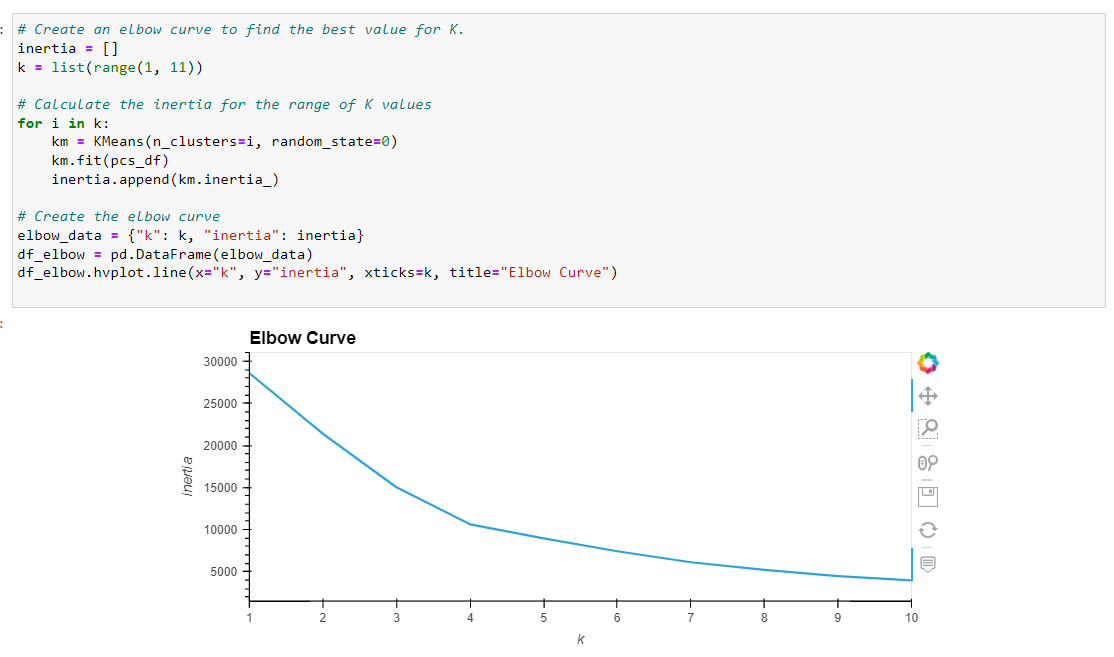 :
# Create an elbow curve to find the best value for K.
inertia = []
k = list(range(1, 11))
# Calculate the inertia for the range of K values
for i in k:
    km = KMeans(n_clusters=i, random_state=0)
    km.fit(pcs_df)
    inertia.append(km.inertia_)
# Create the elbow curve
elbow_data = {"k": k, "inertia": inertia}
df_elbow = pd.DataFrame(elbow_data)
df_elbow.hvplot.line(x="k", y="inertia", xticks=k, title="Elbow Curve")
:
Elbow Curve
30000
25000
20000
15000
10000
5000
inertia
1 2 3 4 5 6 7 8 9 10
k